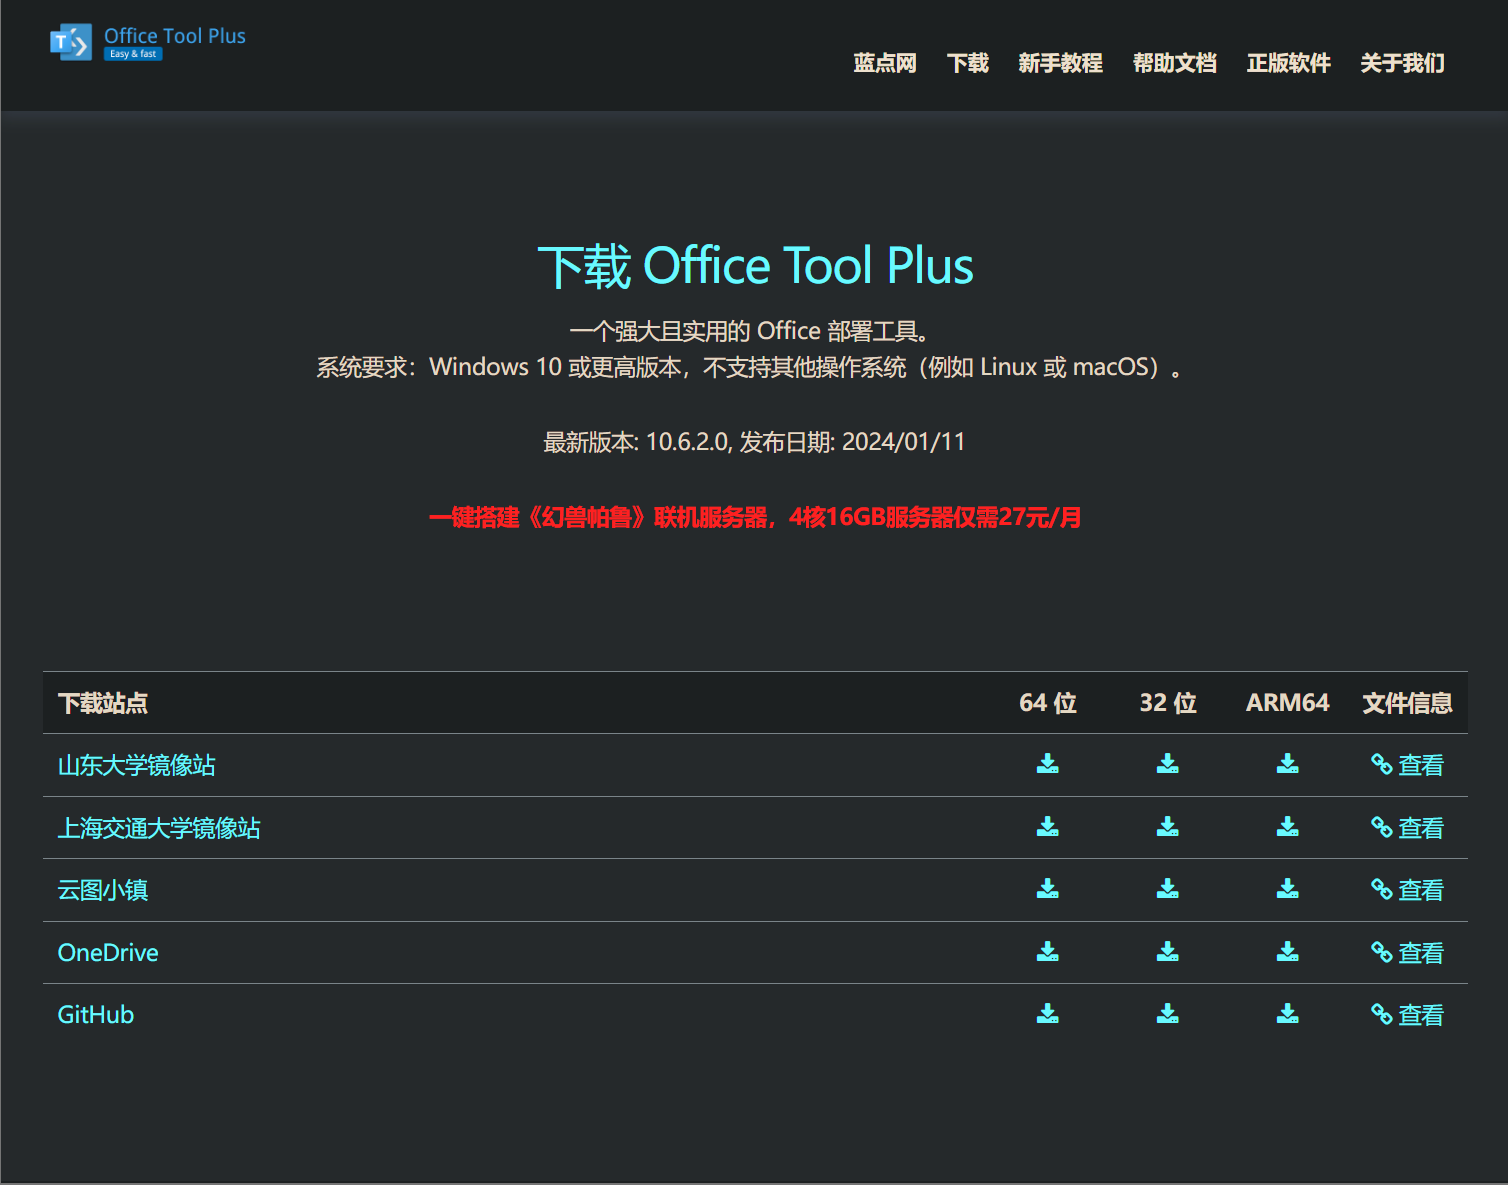 Office Tool Plus
Easy & fast
蓝点网 下载 新手教程 帮助文档 正版软件 关于我们
下载 Office Tool Plus
一个强大且实用的 Office 部署工具。
系统要求：Windows 10 或更高版本，不支持其他操作系统（例如 Linux 或 macOS）。
最新版本: 10.6.2.0, 发布日期: 2024/01/11
一键搭建《幻兽帕鲁》联机服务器，4核16GB服务器仅需27元/月
下载站点 64 位 32 位 ARM64 文件信息
山东大学镜像站 查看
上海交通大学镜像站 查看
云图小镇 查看
OneDrive 查看
GitHub 查看